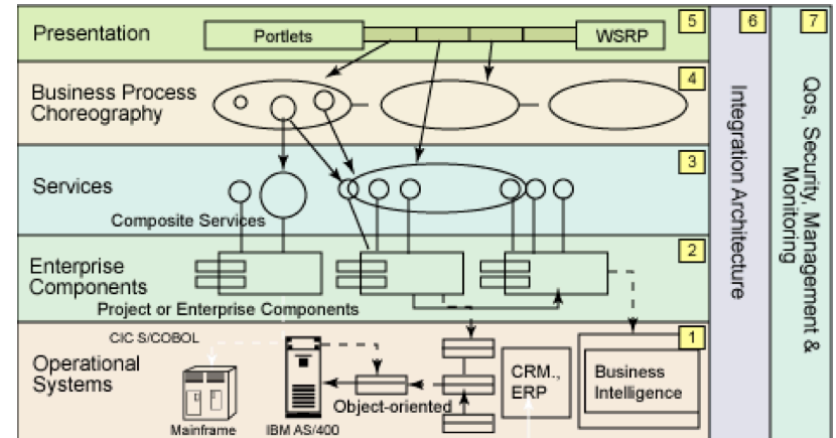 Presentation
Portlets
WSRP
5
Business Process
Choreography
4
Services
Composite Services
3
Enterprise
Components
Project or Enterprise Components
2
CIC S/COBOL
Operational
Systems
Mainframe
IBM AS/400
Object-oriented
CRM.,
ERP
Business
Intelligence
1
6
Integration Architecture
7
Qos, Security, Management &
Monitoring